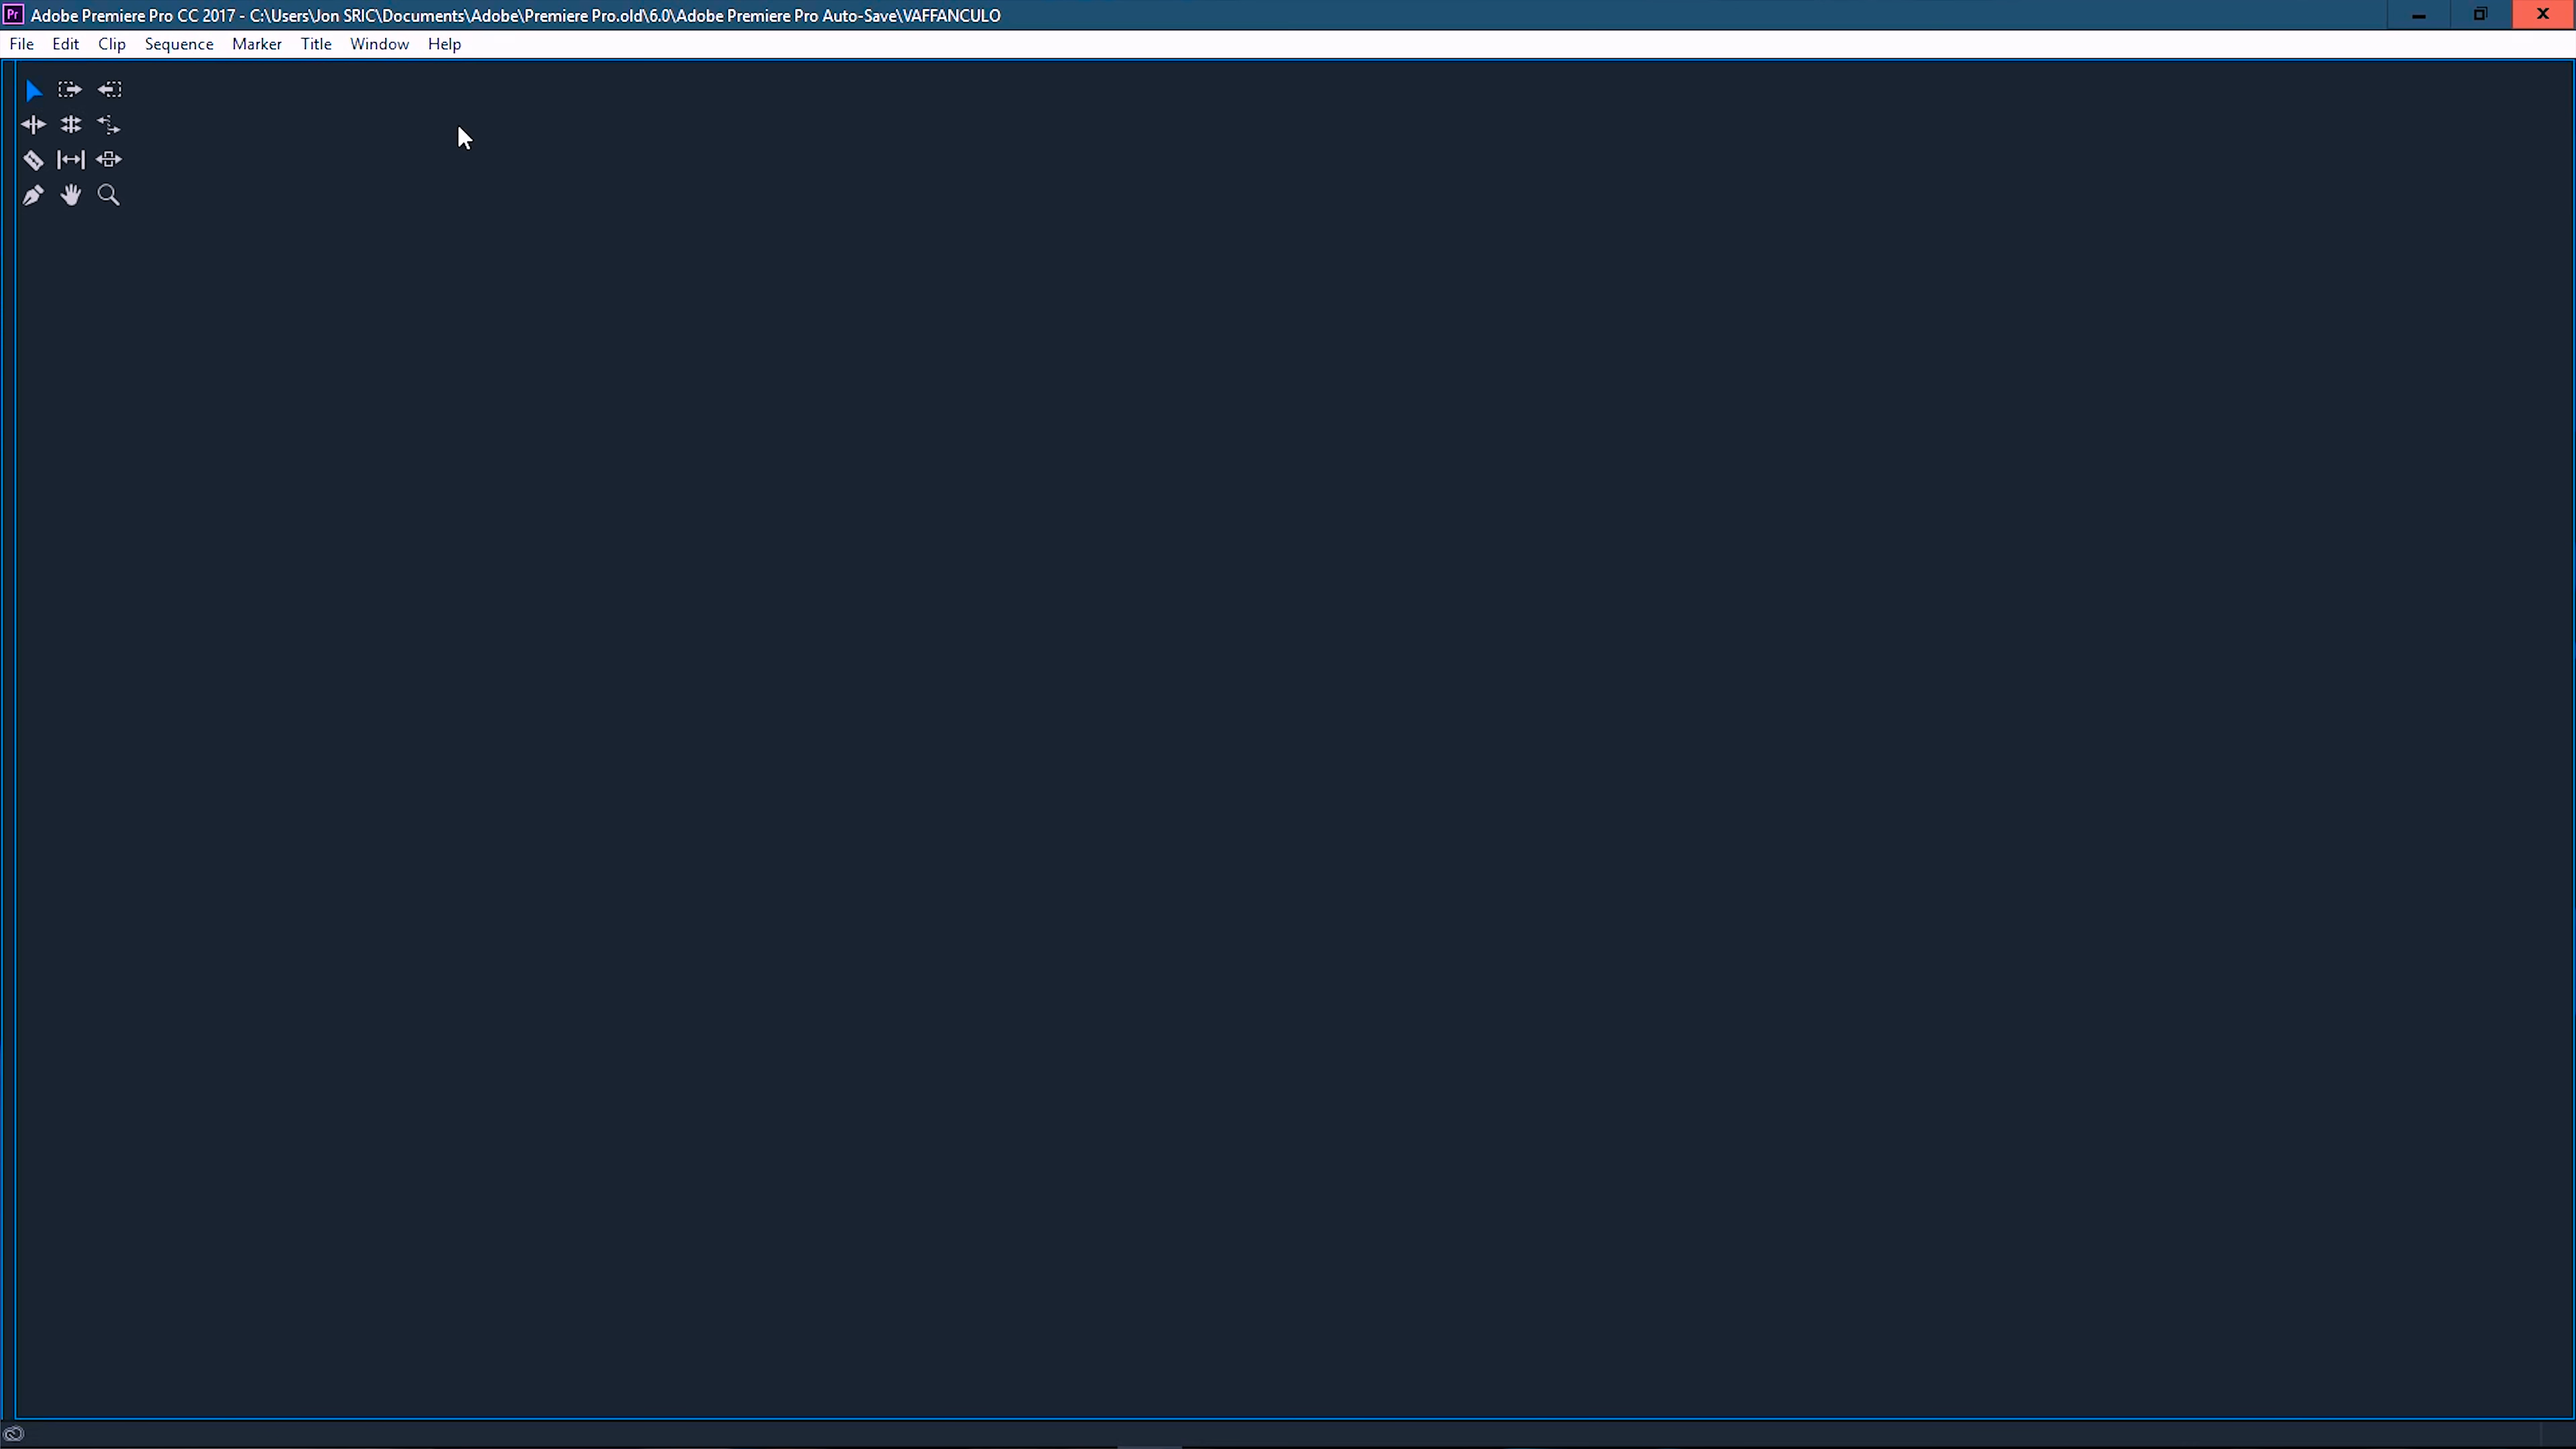 Pr Adobe Premiere Pro CC 2017 - C:\Users\Jon SRIC\Documents\Adobe\Premiere Pro.old\6.0\Adobe Premiere Pro Auto-Save\VAFFANCULO
File Edit Clip Sequence Marker Title Window Help